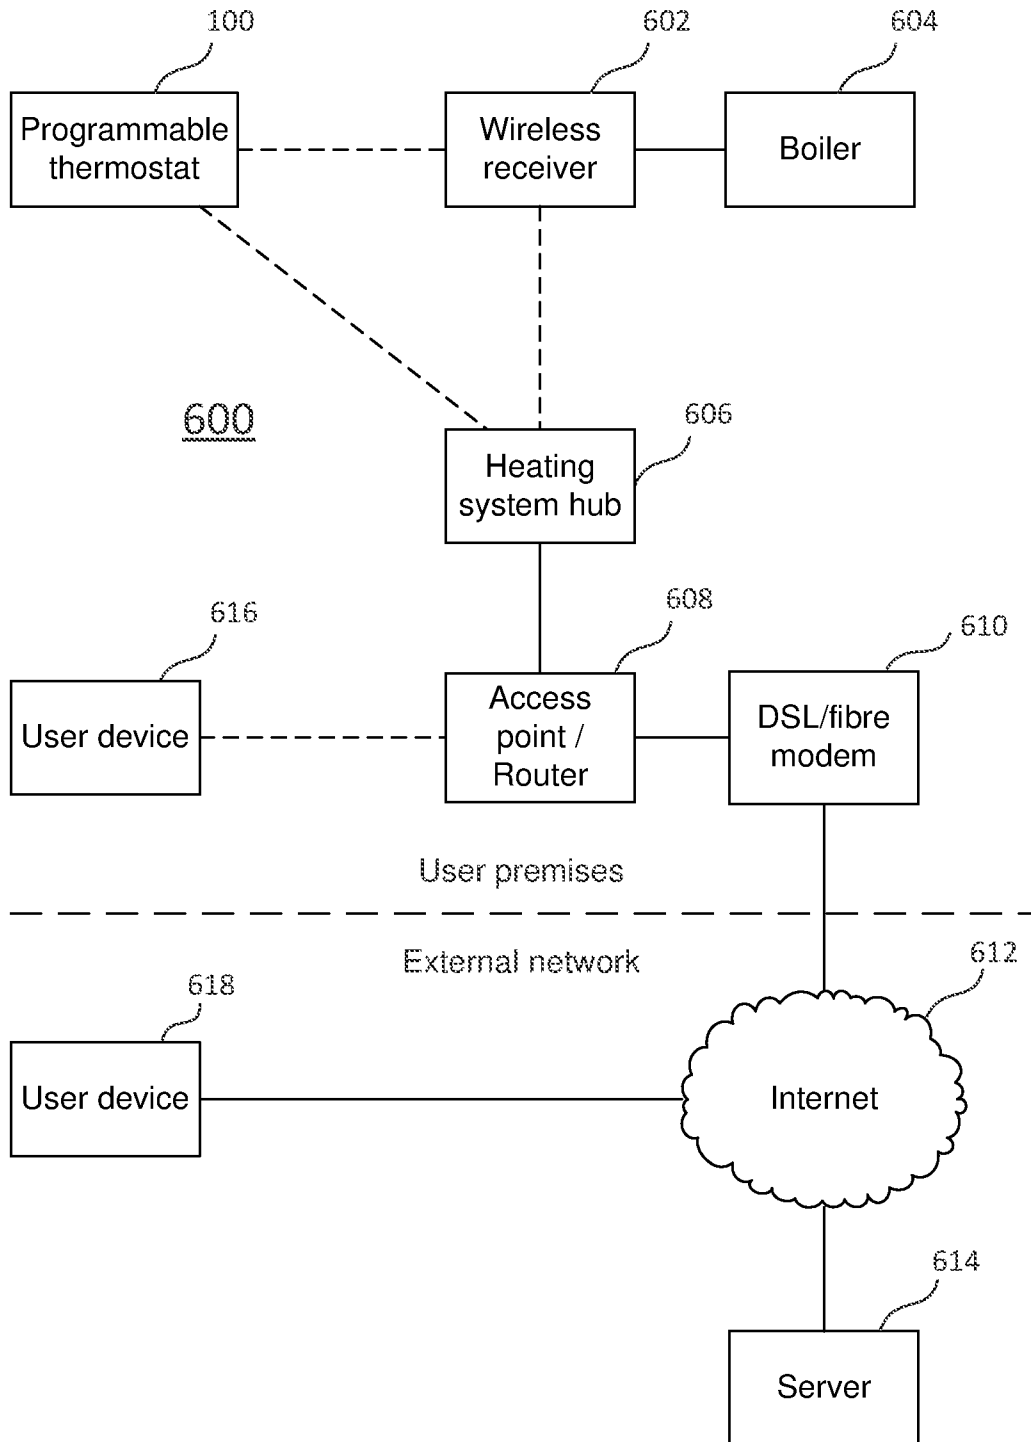 100
602
604
Programmable
thermostat
Wireless
receiver
Boiler
600
606
Heating
system hub
616
608
610
User device
Access
point /
Router
DSL/fibre
modem
User premises
External network
612
618
User device
Internet
614
Server